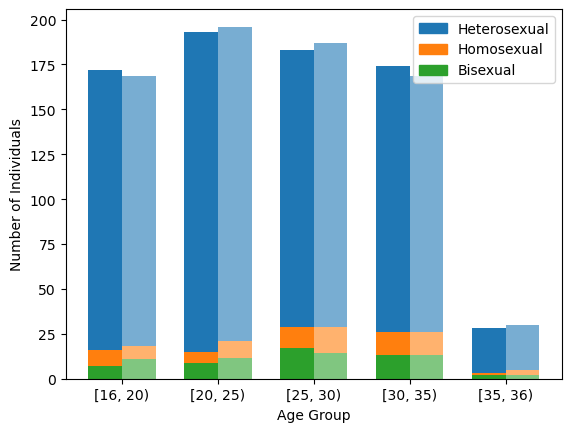 200
175
150
125
100
75
50
25
0
Number of Individuals
Heterosexual
Homosexual
Bisexual
[16, 20)
[20, 25)
[25, 30)
[30, 35)
[35, 36)
Age Group